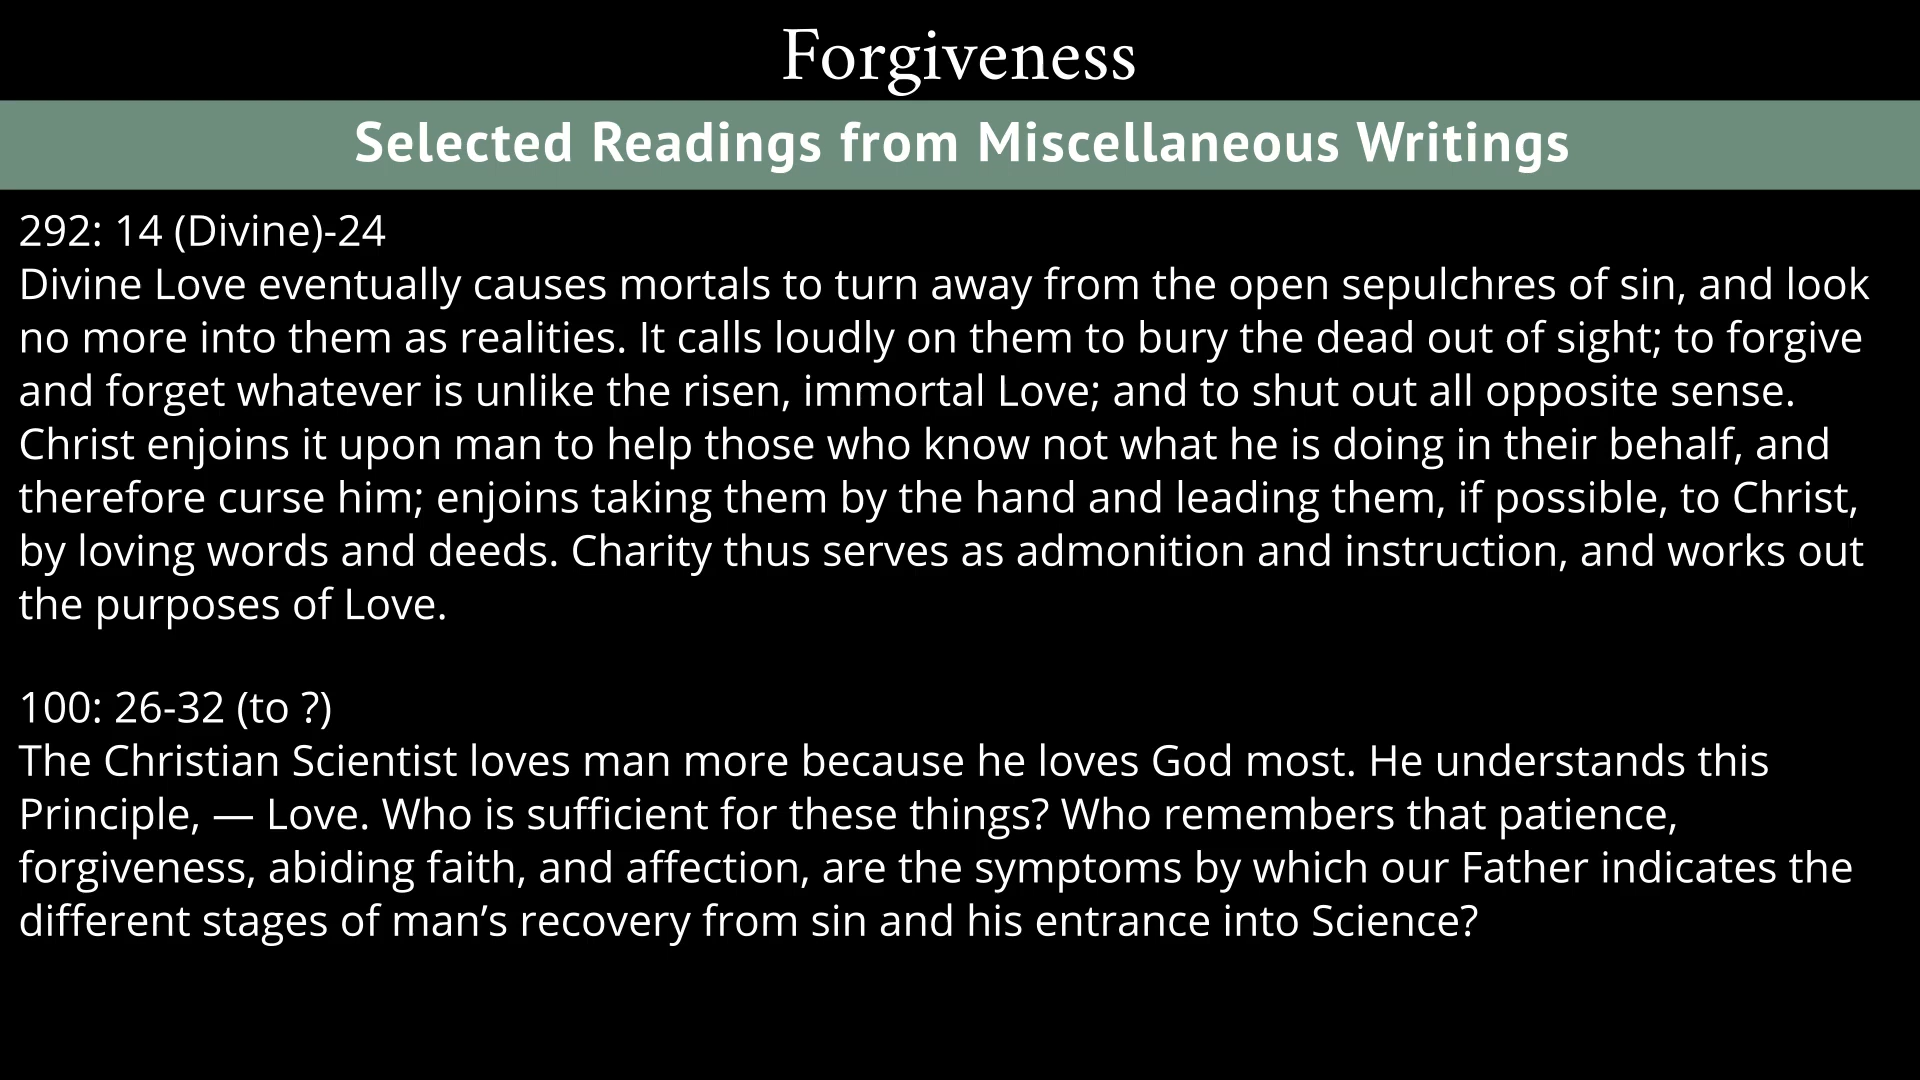 Forgiveness
Selected Readings from Miscellaneous Writings
292: 14 (Divine)-24
Divine Love eventually causes mortals to turn away from the open sepulchres of sin, and look
no more into them as realities. It calls loudly on them to bury the dead out of sight; to forgive
and forget whatever is unlike the risen, immortal Love; and to shut out all opposite sense.
Christ enjoins it upon man to help those who know not what he is doing in their behalf, and
therefore curse him; enjoins taking them by the hand and leading them, if possible, to Christ,
by loving words and deeds. Charity thus serves as admonition and instruction, and works out
the purposes of Love.
100: 26-32 (to ?)
The Christian Scientist loves man more because he loves God most. He understands this
Principle, — Love. Who is sufficient for these things? Who remembers that patience,
forgiveness, abiding faith, and affection, are the symptoms by which our Father indicates the
different stages of man’s recovery from sin and his entrance into Science?